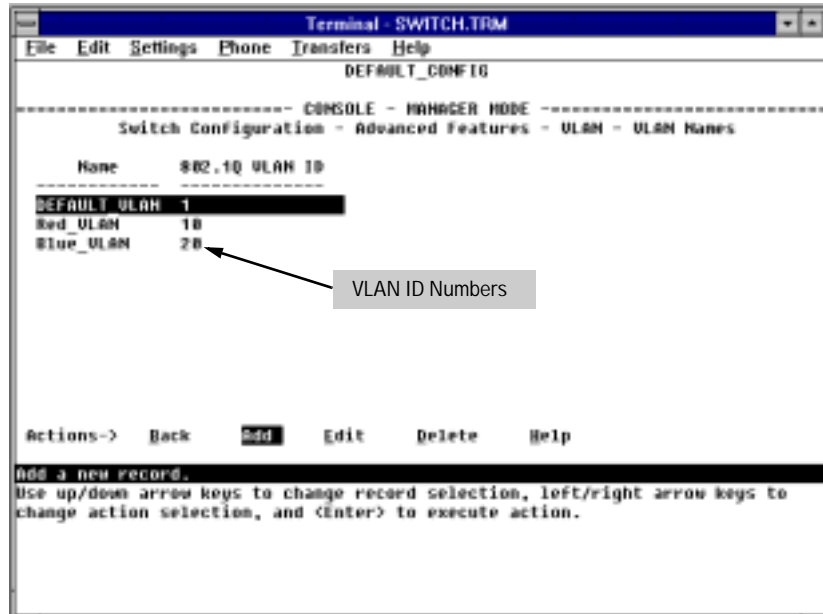 Terminal - SWITCH.TRM
File Edit Settings Phone Transfers Help
DEFAULT_CONFIG
---------------------------- CONSOLE - MANAGER MODE ----------------------------
Switch Configuration - Advanced Features - VLAN - VLAN Names
Name 802.1Q VLAN ID
------------ --------------
DEFAULT_VLAN 1
Red_VLAN 10
Blue_VLAN 20
VLAN ID Numbers
Actions-> Back Add Edit Delete Help
Add a new record.
Use up/down arrow keys to change record selection, left/right arrow keys to
change action selection, and <Enter> to execute action.